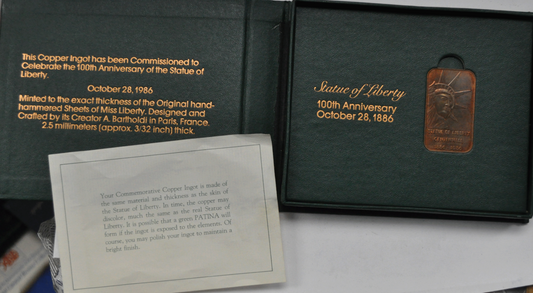 This Copper Ingot has been Commissioned to
Celebrate the 100th Anniversary of the Statue of
Liberty.
October 28, 1986
Minted to the exact thickness of the Original hand-
hammered Sheets of Miss Liberty. Designed and
Crafted by its Creator A. Bartholdi in Paris, France.
2.5 millimeters (approx. 3/32 inch) thick.
Statue of Liberty
100th Anniversary
October 28, 1886
STATUE OF LIBERTY
Your Commemorative Copper Ingot is made of
the same material and thickness as the skin of
the Statue of Liberty. In time, the copper may
discolor, much the same as the real Statue of
Liberty. It is possible that a green PATINA will
form if the ingot is exposed to the elements. Of
course, you may polish your ingot to maintain a
bright finish.